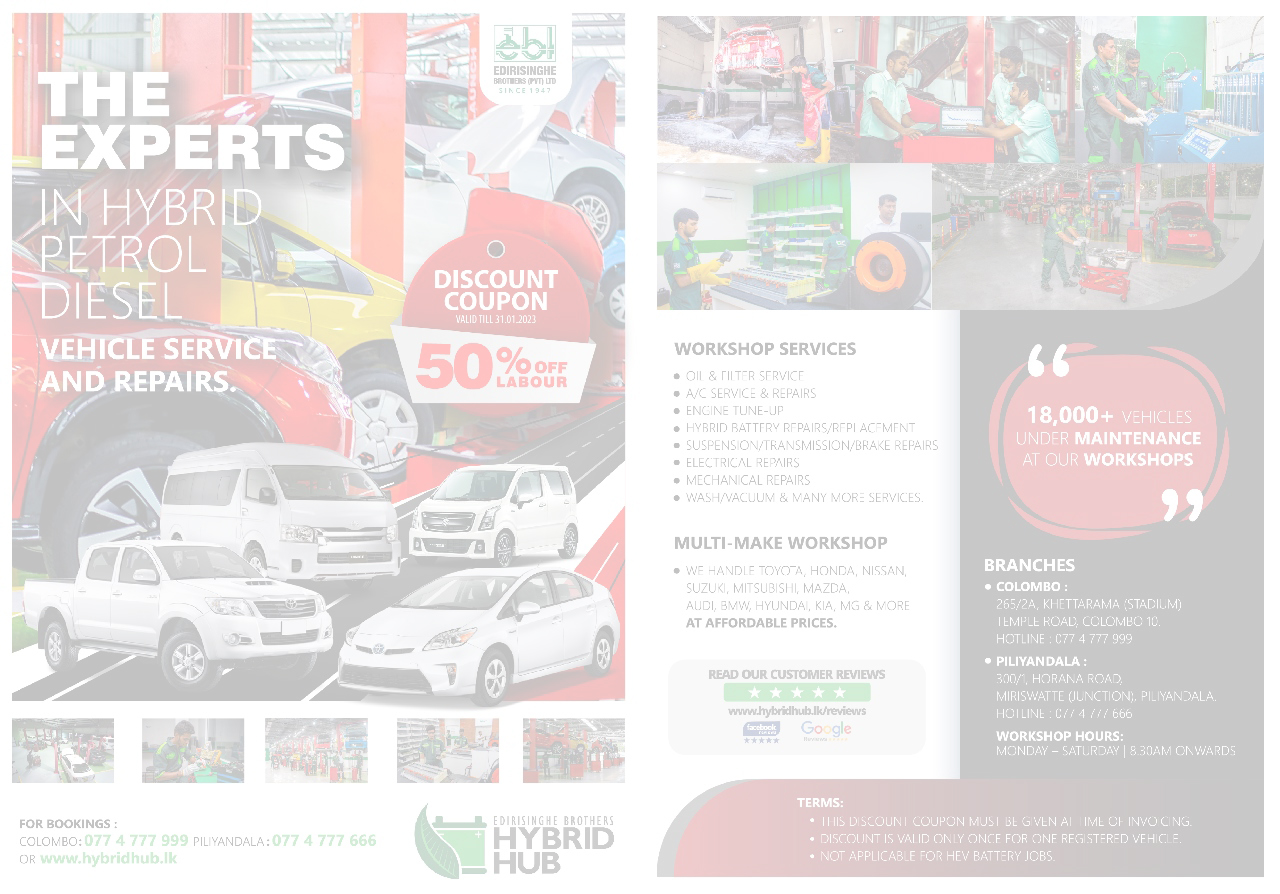 ebl
EDIRISINGHE
BROTHERS (PVT) LTD
SINCE 1947
THE
EXPERTS
IN HYBRID
PETROL
DIESEL
VEHICLE SERVICE
AND REPAIRS.
DISCOUNT
COUPON
VALID TILL 31.01.2023
50% OFF
LABOUR
FOR BOOKINGS :
COLOMBO: 077 4 777 999 PILIYANDALA: 077 4 777 666
OR www.hybridhub.lk
EDIRISINGHE BROTHERS
HYBRID
HUB
WORKSHOP SERVICES
• OIL & FILTER SERVICE
• A/C SERVICE & REPAIRS
• ENGINE TUNE-UP
• HYBRID BATTERY REPAIRS/REPLACEMENT
• SUSPENSION/TRANSMISSION/BRAKE REPAIRS
• ELECTRICAL REPAIRS
• MECHANICAL REPAIRS
• WASH/VACUUM & MANY MORE SERVICES.
MULTI-MAKE WORKSHOP
• WE HANDLE TOYOTA, HONDA, NISSAN,
SUZUKI, MITSUBISHI, MAZDA,
AUDI, BMW, HYUNDAI, KIA, MG & MORE
AT AFFORDABLE PRICES.
READ OUR CUSTOMER REVIEWS
www.hybridhub.lk/reviews
facebook
Google
“
18,000+ VEHICLES
UNDER MAINTENANCE
AT OUR WORKSHOPS
”
BRANCHES
• COLOMBO :
265/2A, KHETTARAMA (STADIUM)
TEMPLE ROAD, COLOMBO 10.
HOTLINE : 077 4 777 999
• PILIYANDALA :
300/1, HORANA ROAD,
MIRISWATTE (JUNCTION), PILIYANDALA.
HOTLINE : 077 4 777 666
WORKSHOP HOURS:
MONDAY – SATURDAY | 8.30AM ONWARDS
TERMS:
• THIS DISCOUNT COUPON MUST BE GIVEN AT TIME OF INVOICING.
• DISCOUNT IS VALID ONLY ONCE FOR ONE REGISTERED VEHICLE.
• NOT APPLICABLE FOR HEV BATTERY JOBS.